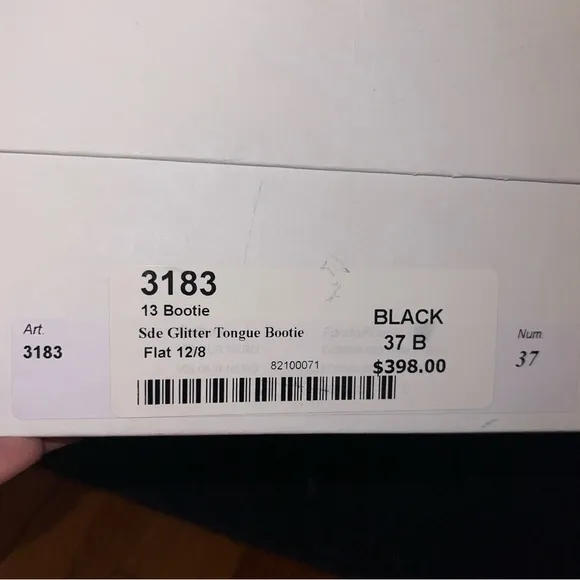 3183
13 Bootie
Sde Glitter Tongue Bootie
Flat 12/8
82100071
BLACK
37 B
$398.00
Art.
3183
Num.
37